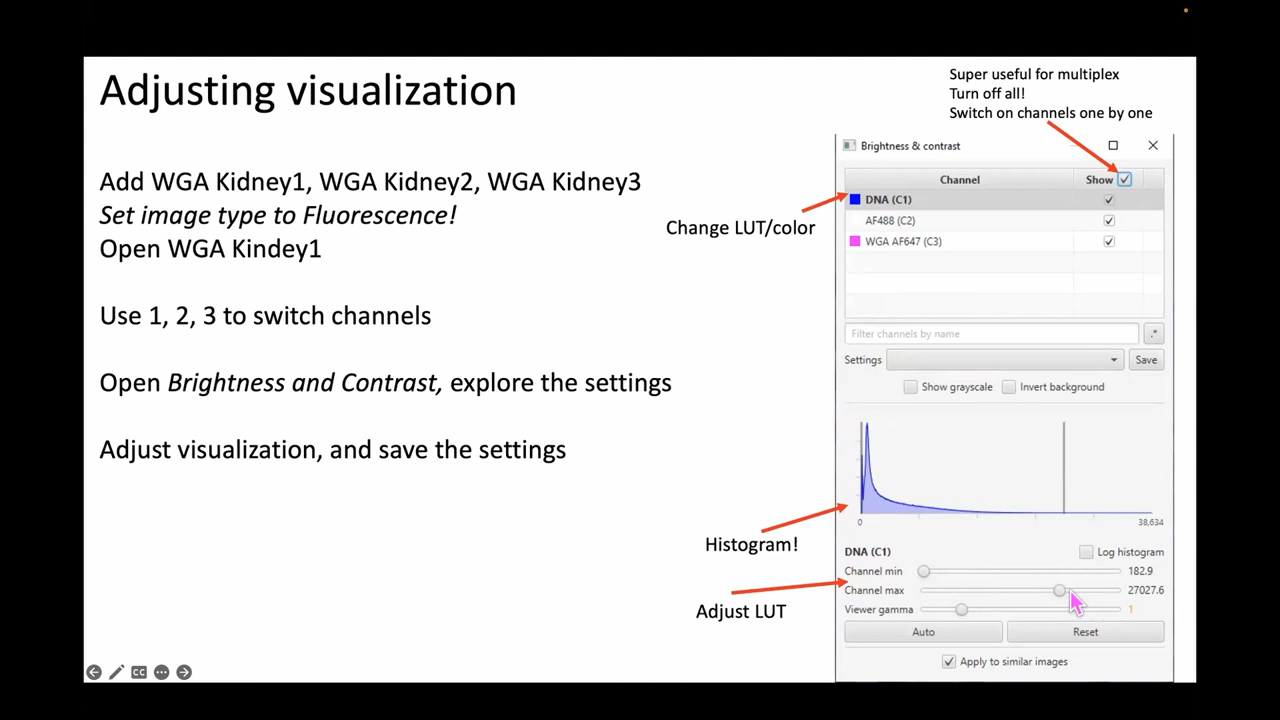 Adjusting visualization
Super useful for multiplex
Turn off all!
Switch on channels one by one
Add WGA Kidney1, WGA Kidney2, WGA Kidney3
Set image type to Fluorescence!
Open WGA Kindey1
Use 1, 2, 3 to switch channels
Open Brightness and Contrast, explore the settings
Adjust visualization, and save the settings
Change LUT/color
Histogram!
Adjust LUT
Brightness & contrast
Channel Show
DNA (C1)
AF488 (C2)
WGA AF647 (C3)
Filter channels by name .*
Settings Save
Show grayscale Invert background
0 38,634
DNA (C1) Log histogram
Channel min 182.9
Channel max 27027.6
Viewer gamma 1
Auto Reset
Apply to similar images
CC